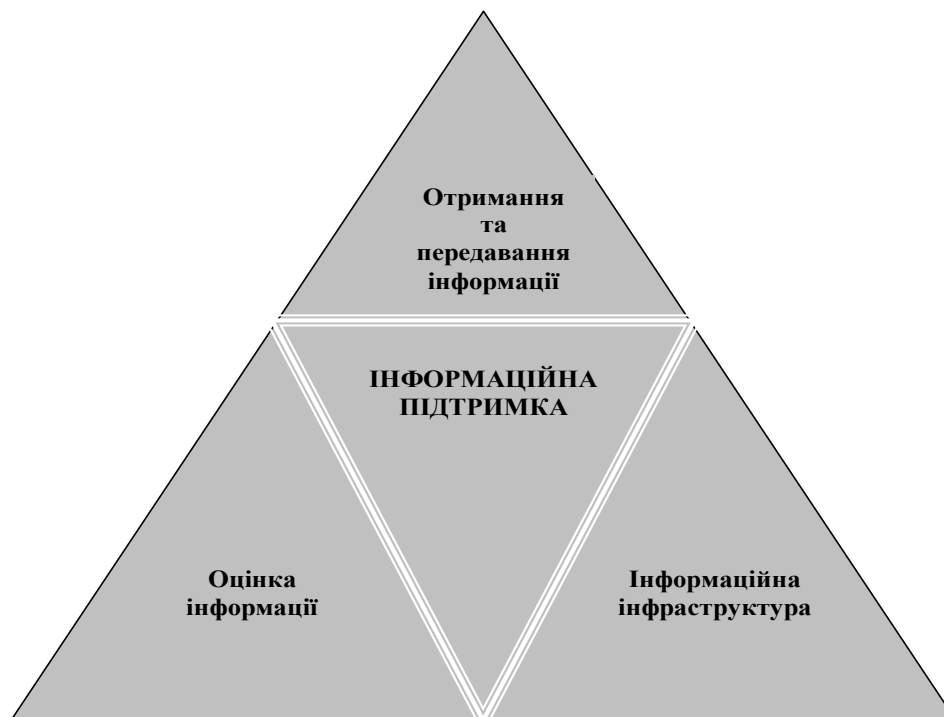 Отримання
та
передавання
інформації
ІНФОРМАЦІЙНА
ПІДТРИМКА
Оцінка
інформації
Інформаційна
інфраструктура